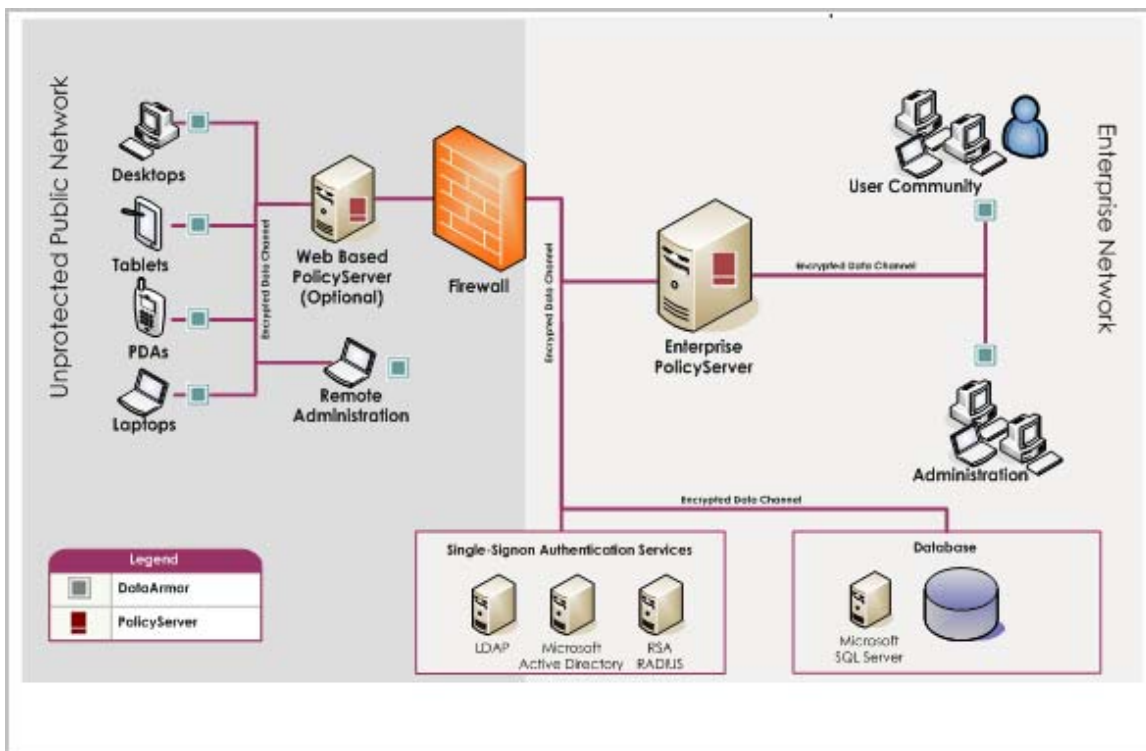 Unprotected Public Network
Desktops
Tablets
PDAs
Laptops
Encrypted Data Channel
Web Based
PolicyServer
(Optional)
Remote
Administration
Firewall
Encrypted Data Channel
Enterprise
PolicyServer
Encrypted Data Channel
User Community
Administration
Enterprise Network
Encrypted Data Channel
Legend
DataArmor
PolicyServer
Single-Signon Authentication Services
LDAP
Microsoft
Active Directory
RSA
RADIUS
Database
Microsoft
SQL Server